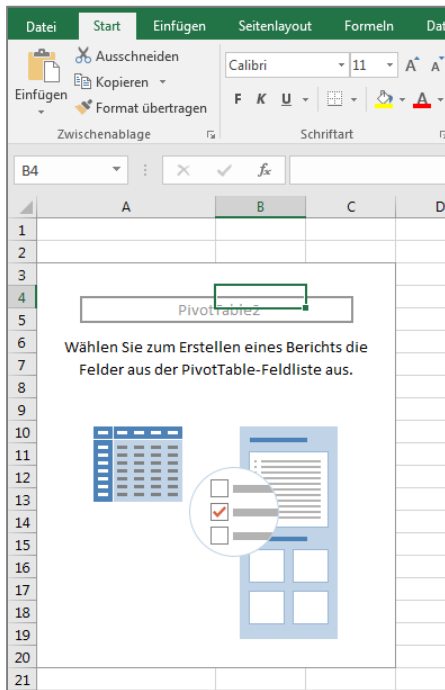 Datei Start Einfügen Seitenlayout Formeln
Einfügen
Ausschneiden
Kopieren
Format übertragen
Zwischenablage
Calibri 11 A A
F K U A
Schriftart
B4 fx
A B C D
1
2
3
4
5
6
7
8
9
10
11
12
13
14
15
16
17
18
19
20
21
PivotTable2
Wählen Sie zum Erstellen eines Berichts die
Felder aus der PivotTable-Feldliste aus.